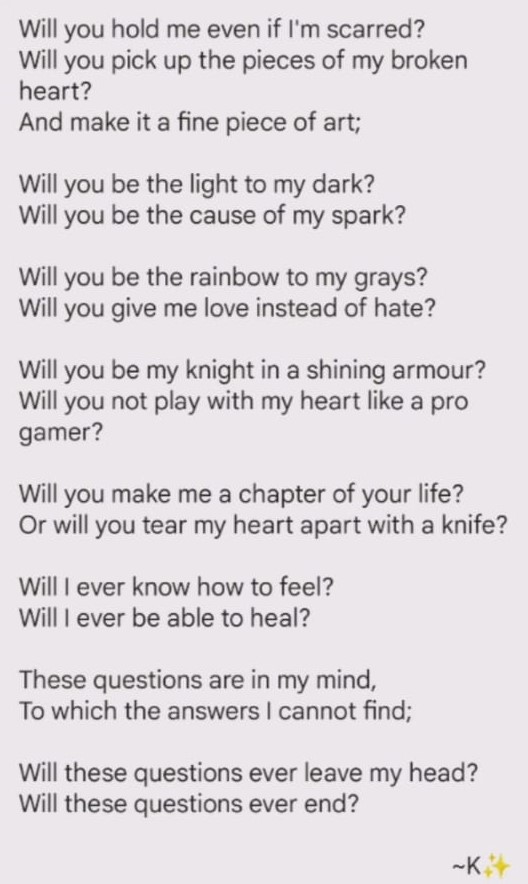 Will you hold me even if I'm scarred?
Will you pick up the pieces of my broken
heart?
And make it a fine piece of art;
Will you be the light to my dark?
Will you be the cause of my spark?
Will you be the rainbow to my grays?
Will you give me love instead of hate?
Will you be my knight in a shining armour?
Will you not play with my heart like a pro
gamer?
Will you make me a chapter of your life?
Or will you tear my heart apart with a knife?
Will I ever know how to feel?
Will I ever be able to heal?
These questions are in my mind,
To which the answers I cannot find;
Will these questions ever leave my head?
Will these questions ever end?
~K✨